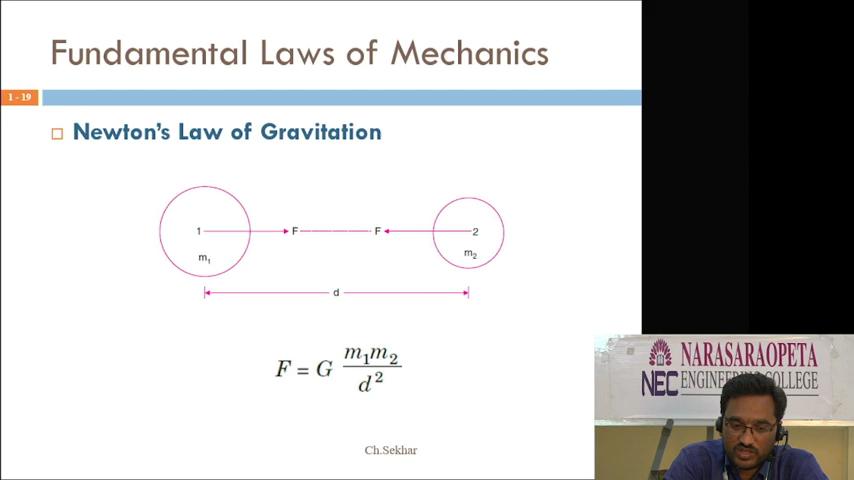 Fundamental Laws of Mechanics
1 - 19
Newton's Law of Gravitation
1 F F 2
m₁ m₂
d
F = G m₁m₂ / d²
Ch.Sekhar
NARASARAOPETA
NEC ENGINEERING COLLEGE